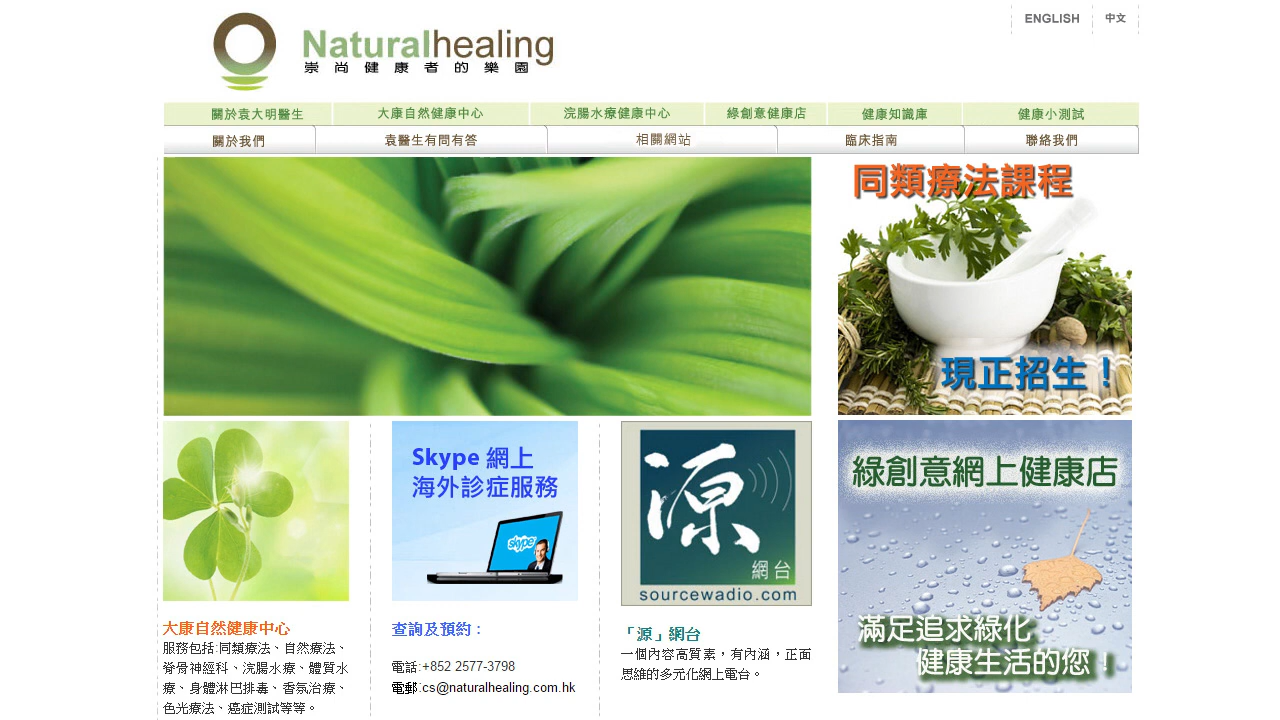 ENGLISH
中文
Naturalhealing
崇尚健康者的樂園
關於袁大明醫生
大康自然健康中心
浣腸水療健康中心
綠創意健康店
健康知識庫
健康小測試
關於我們
袁醫生有問有答
相關網站
臨床指南
聯絡我們
同類療法課程
現正招生！
Skype 網上
海外診症服務
skype
源
網台
sourcewadio.com
綠創意網上健康店
滿足追求綠化
健康生活的您！
大康自然健康中心
服務包括:同類療法、自然療法、
脊骨神經科、浣腸水療、體質水
療、身體淋巴排毒、香氛治療、
色光療法、癌症測試等等。
查詢及預約：
電話:+852 2577-3798
電郵:cs@naturalhealing.com.hk
「源」網台
一個內容高質素，有內涵，正面
思維的多元化網上電台。